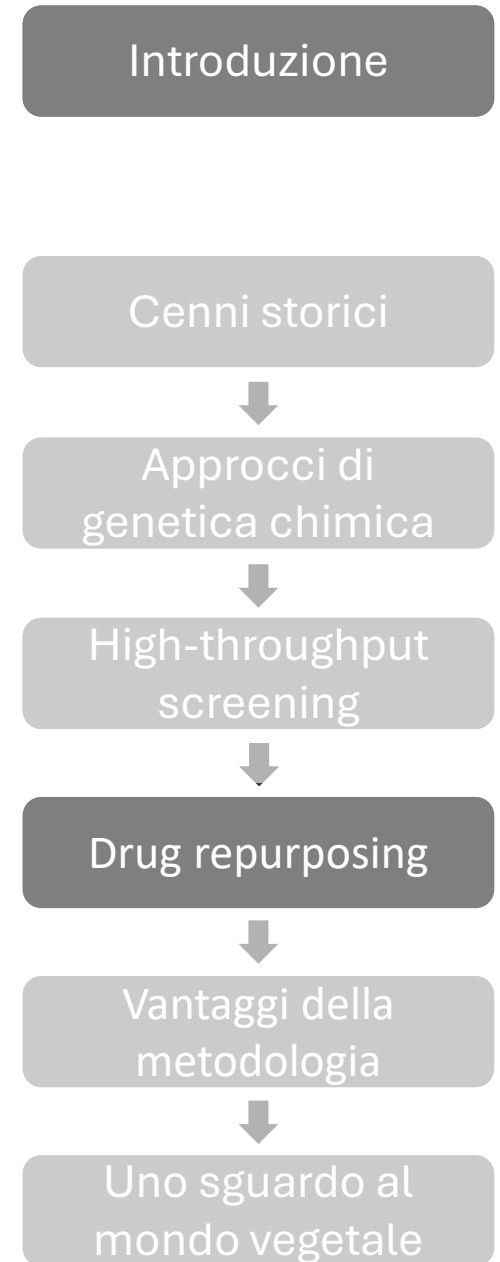 Introduzione
Cenni storici
Approcci di
genetica chimica
High-throughput
screening
Drug repurposing
Vantaggi della
metodologia
Uno sguardo al
mondo vegetale